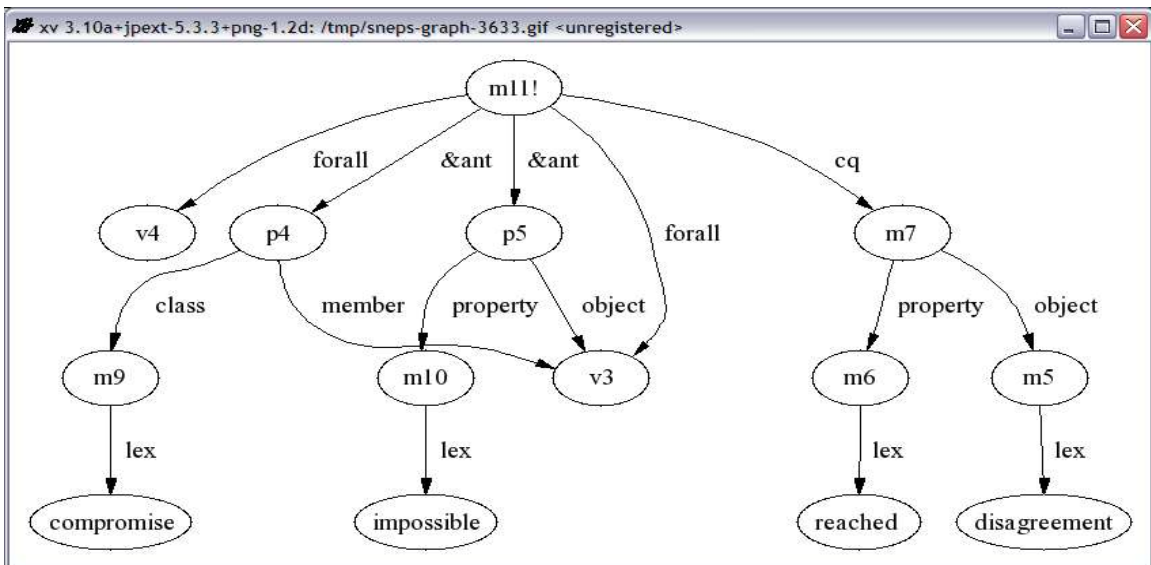 xv 3.10a+jpext-5.3.3+png-1.2d: /tmp/sneps-graph-3633.gif <unregistered>
m11!
forall &ant &ant cq
v4 p4 p5 forall m7
class member property object property object
m9 m10 v3 m6 m5
lex lex lex lex
compromise impossible reached disagreement